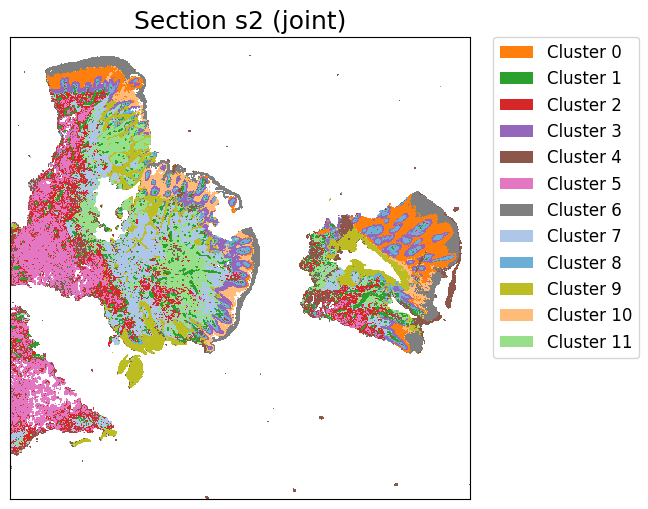 Section s2 (joint)
Cluster 0
Cluster 1
Cluster 2
Cluster 3
Cluster 4
Cluster 5
Cluster 6
Cluster 7
Cluster 8
Cluster 9
Cluster 10
Cluster 11